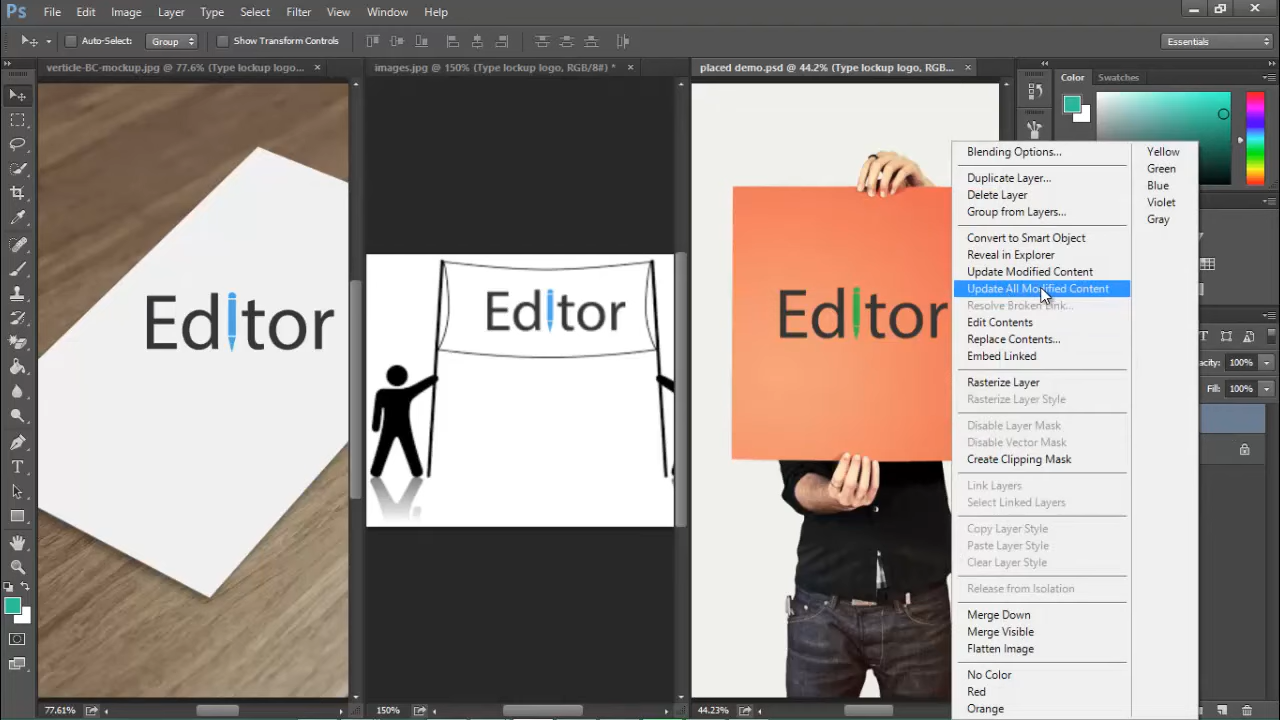 Ps File Edit Image Layer Type Select Filter View Window Help
Auto-Select: Group Show Transform Controls Essentials
verticle-BC-mockup.jpg @ 77.6% (Type lockup logo... ×
images.jpg @ 150% (Type lockup logo, RGB/8#) * ×
placed demo.psd @ 44.2% (Type lockup logo, RGB... ×
Color Swatches
Editor
Editor
Editor
Blending Options...
Duplicate Layer...
Delete Layer
Group from Layers...
Convert to Smart Object
Reveal in Explorer
Update Modified Content
Update All Modified Content
Resolve Broken Link...
Edit Contents
Replace Contents...
Embed Linked
Rasterize Layer
Rasterize Layer Style
Disable Layer Mask
Disable Vector Mask
Create Clipping Mask
Link Layers
Select Linked Layers
Copy Layer Style
Paste Layer Style
Clear Layer Style
Release from Isolation
Merge Down
Merge Visible
Flatten Image
No Color
Red
Orange
Yellow
Green
Blue
Violet
Gray
100%
Fill: 100%
77.61%
150%
44.23%